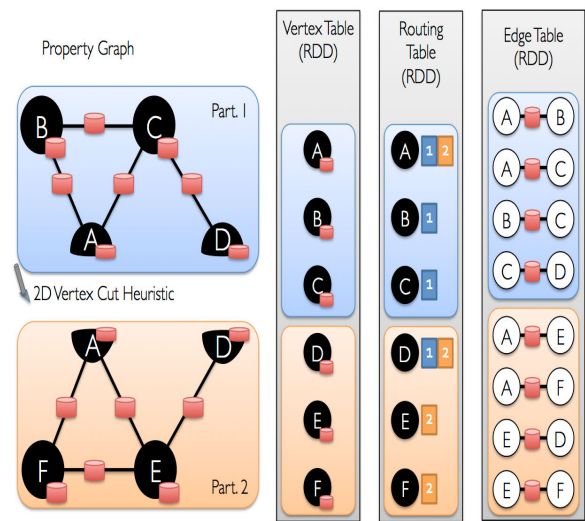 Property Graph
Part. 1
B
C
A
D
2D Vertex Cut Heuristic
A
D
F
E
Part. 2
Vertex Table
(RDD)
A
B
C
D
E
F
Routing
Table
(RDD)
A 1 2
B 1
C 1
D 1 2
E 2
F 2
Edge Table
(RDD)
A B
A C
B C
C D
A E
A F
E D
E F